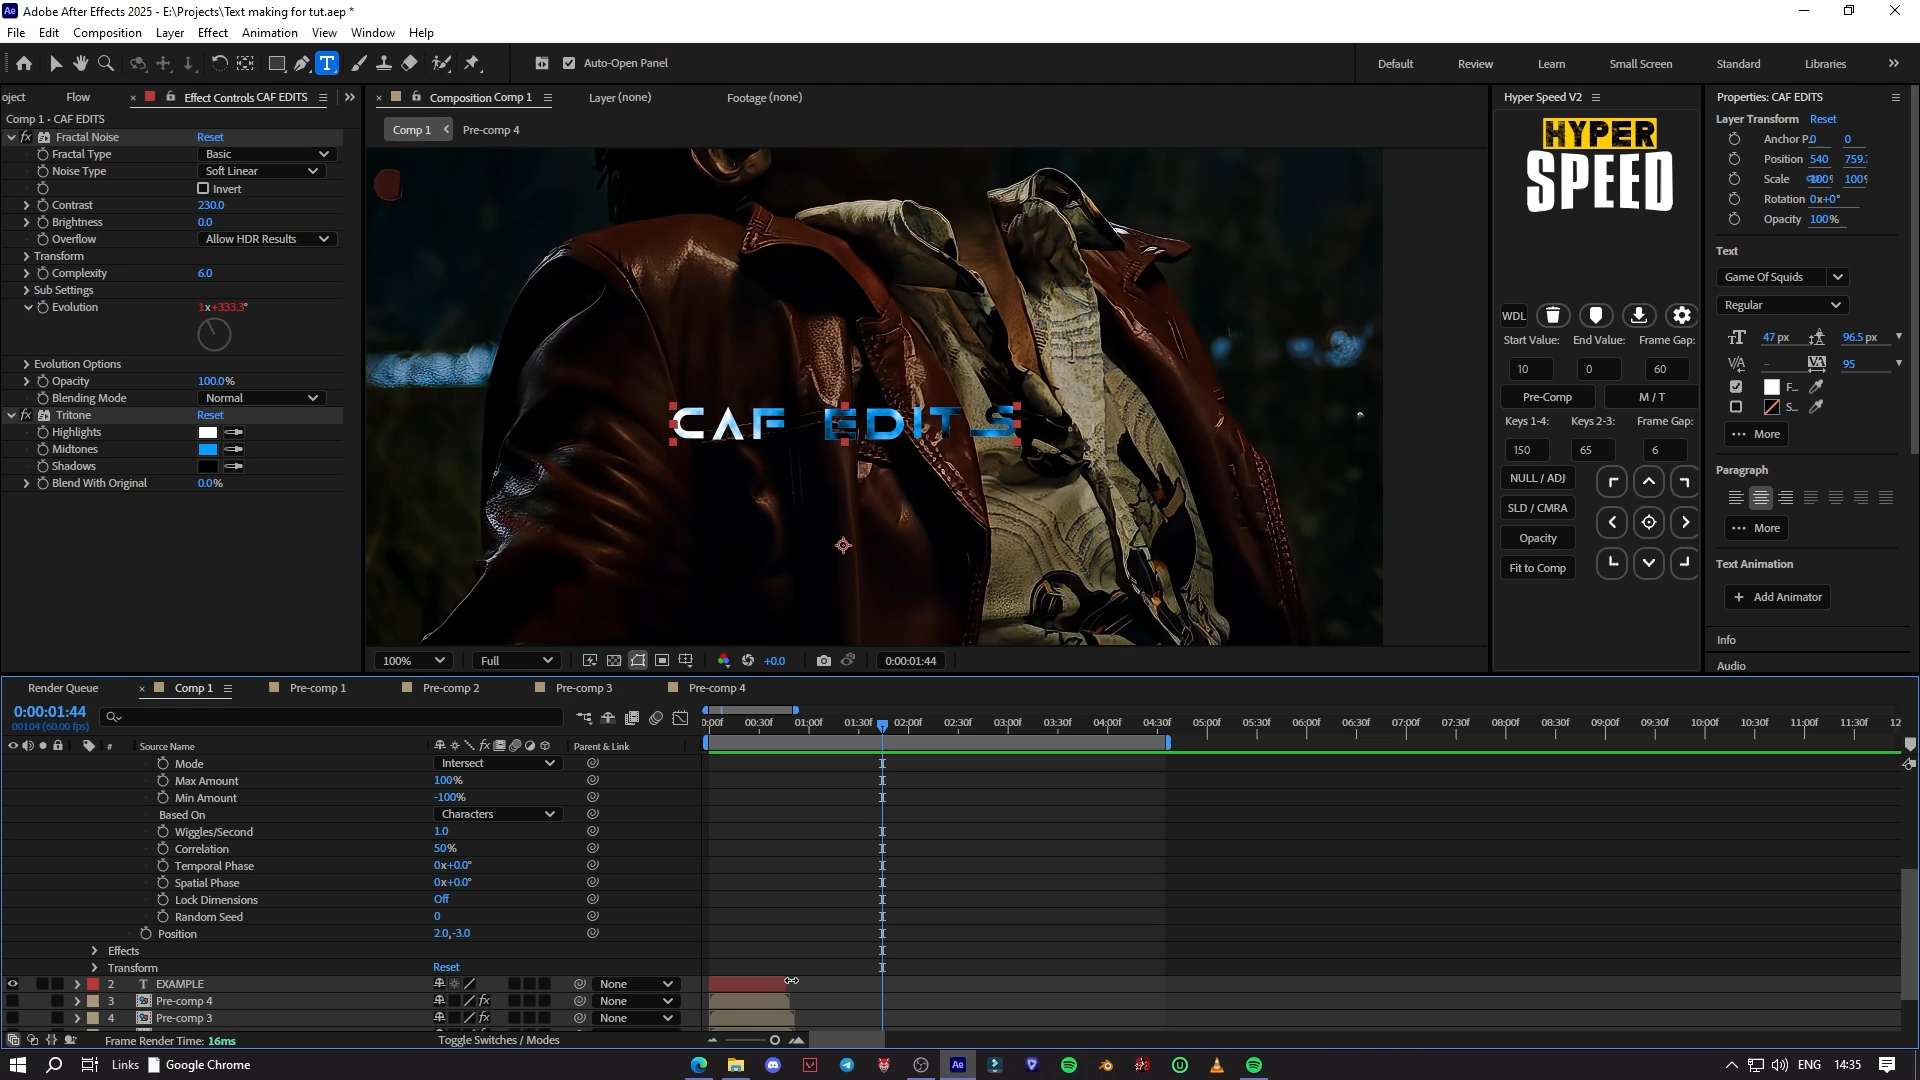 Adobe After Effects 2025 - E:\Projects\Text making for tut.aep *
File Edit Composition Layer Effect Animation View Window Help
Auto-Open Panel
Default Review Learn Small Screen Standard Libraries
oject Flow Effect Controls CAF EDITS
Comp 1 • CAF EDITS
Fractal Noise Reset
Fractal Type Basic
Noise Type Soft Linear
Invert
Contrast 230.0
Brightness 0.0
Overflow Allow HDR Results
Transform
Complexity 6.0
Sub Settings
Evolution 1x+333.3°
Evolution Options
Opacity 100.0%
Blending Mode Normal
Tritone Reset
Highlights
Midtones
Shadows
Blend With Original 0.0%
Composition Comp 1 Layer (none) Footage (none)
Comp 1 Pre-comp 4
CAF EDITS
100% Full +0.0 0:00:01:44
Hyper Speed V2
HYPER
SPEED
WDL
Start Value: End Value: Frame Gap:
10 0 60
Pre-Comp M / T
Keys 1-4: Keys 2-3: Frame Gap:
150 65 6
NULL / ADJ
SLD / CMRA
Opacity
Fit to Comp
Properties: CAF EDITS
Layer Transform Reset
Anchor P.. 0 0
Position 540 759.
Scale 100% 100%
Rotation 0x+0°
Opacity 100%
Text
Game Of Squids
Regular
47 px 96.5 px
– 95
F...
S...
More
Paragraph
More
Text Animation
+ Add Animator
Info
Audio
Render Queue Comp 1 Pre-comp 1 Pre-comp 2 Pre-comp 3 Pre-comp 4
0:00:01:44
00104 (60.00 fps)
:00f 00:30f 01:00f 01:30f 02:00f 02:30f 03:00f 03:30f 04:00f 04:30f 05:00f 05:30f 06:00f 06:30f 07:00f 07:30f 08:00f 08:30f 09:00f 09:30f 10:00f 10:30f 11:00f 11:30f 12
# Source Name Parent & Link
Mode Intersect
Max Amount 100%
Min Amount -100%
Based On Characters
Wiggles/Second 1.0
Correlation 50%
Temporal Phase 0x+0.0°
Spatial Phase 0x+0.0°
Lock Dimensions Off
Random Seed 0
Position 2.0,-3.0
Effects
Transform Reset
2 T EXAMPLE None
3 Pre-comp 4 None
4 Pre-comp 3 None
Frame Render Time: 16ms Toggle Switches / Modes
Links Google Chrome ENG 14:35